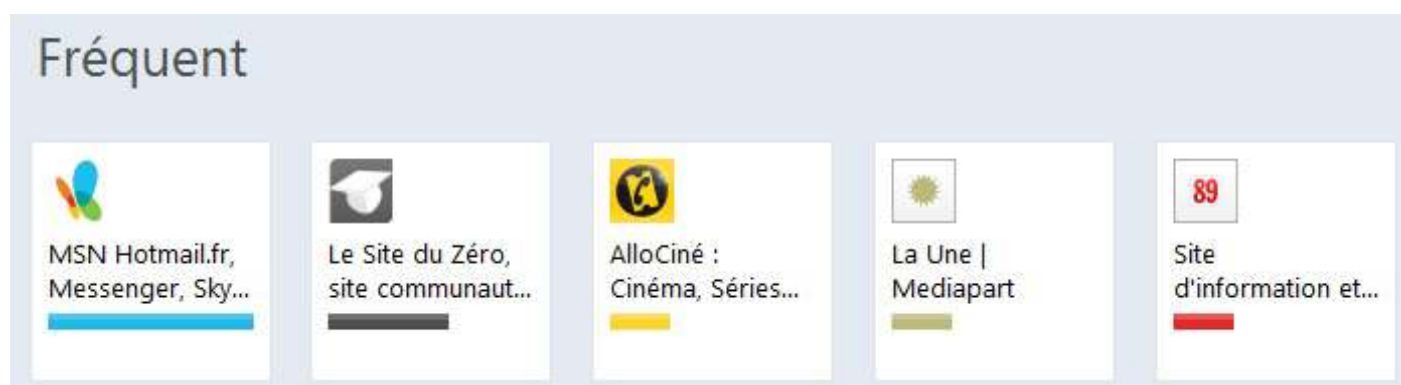 Fréquent
MSN Hotmail.fr,
Messenger, Sky...
Le Site du Zéro,
site communaut...
AlloCiné :
Cinéma, Séries...
La Une |
Mediapart
89
Site
d'information et...